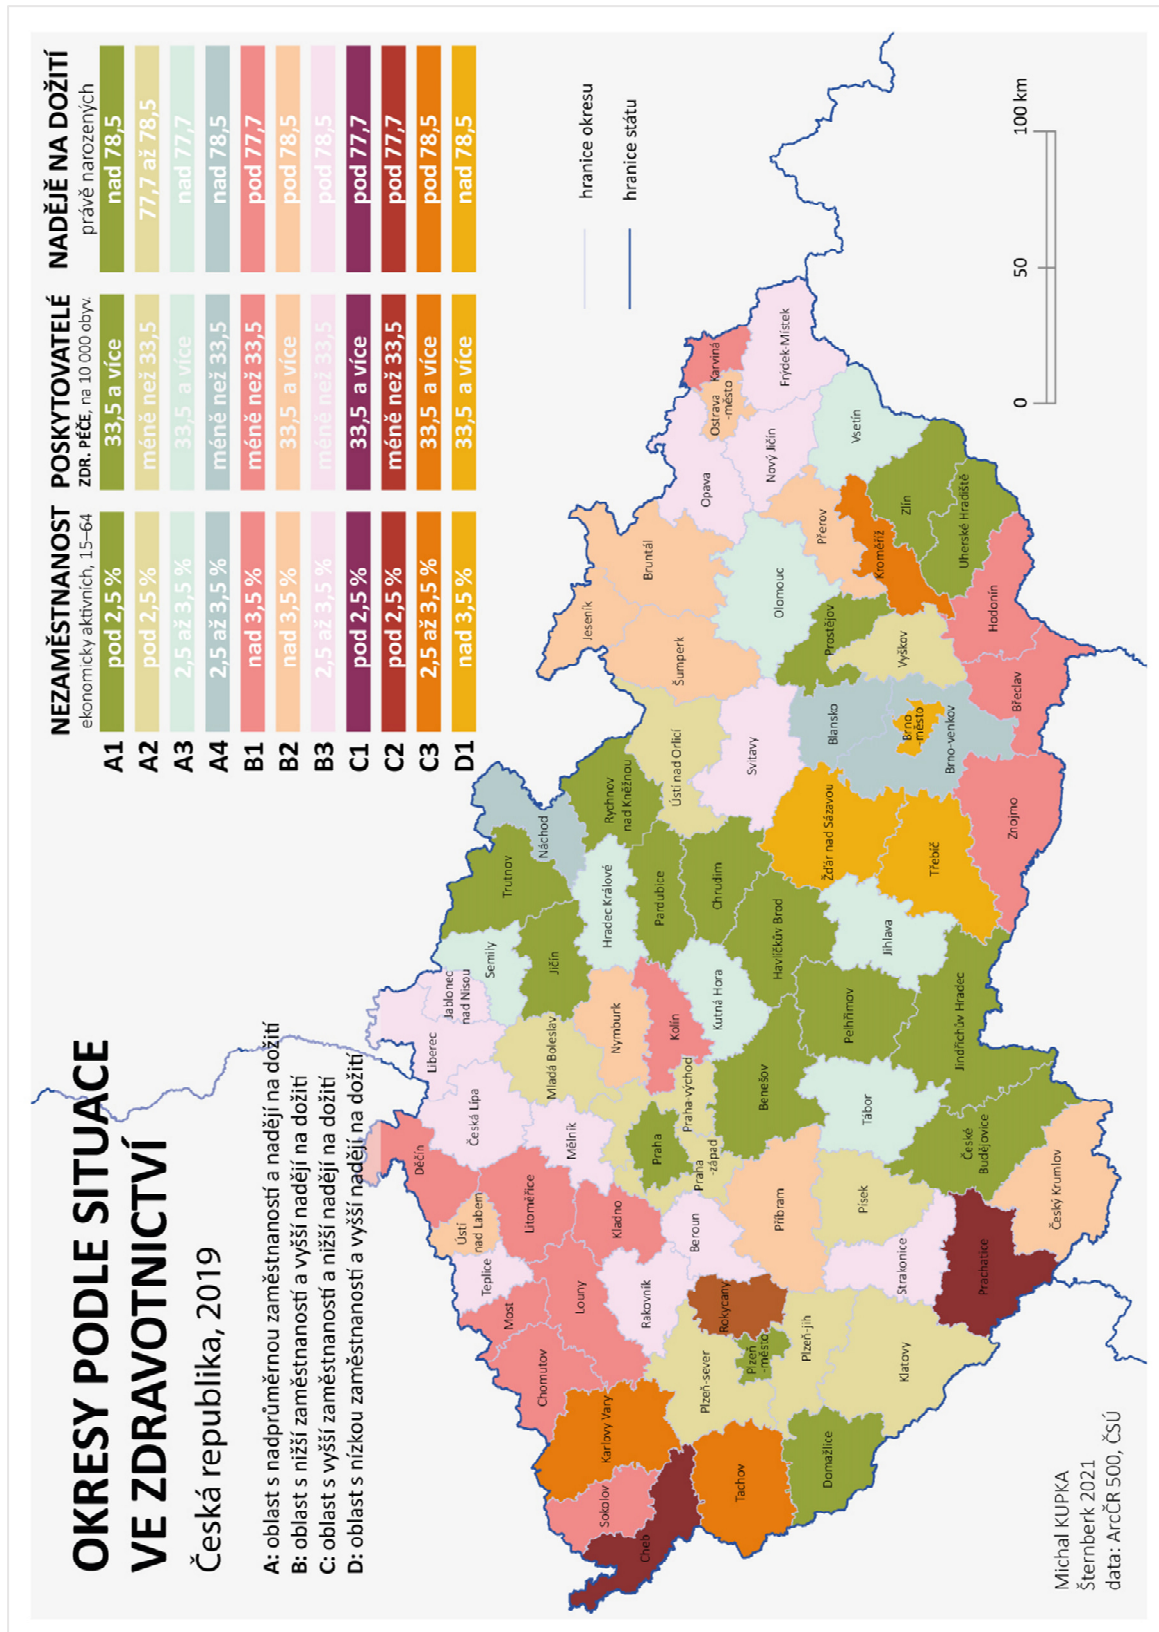 OKRESY PODLE SITUACE
VE ZDRAVOTNICTVÍ
Česká republika, 2019
A: oblast s nadprůměrnou zaměstnaností a nadějí na dožití
B: oblast s nižší zaměstnaností a vyšší nadějí na dožití
C: oblast s vyšší zaměstnaností a nižší nadějí na dožití
D: oblast s nízkou zaměstnaností a vyšší nadějí na dožití
NEZAMĚSTNANOST POSKYTOVATELÉ NADĚJE NA DOŽITÍ
ekonomicky aktivních, 15–64 ZDR. PÉČE, na 10 000 obyv. právě narozených
A1 pod 2,5 % 33,5 a více nad 78,5
A2 pod 2,5 % méně než 33,5 77,7 až 78,5
A3 2,5 až 3,5 % 33,5 a více nad 77,7
A4 2,5 až 3,5 % méně než 33,5 nad 78,5
B1 nad 3,5 % méně než 33,5 pod 77,7
B2 nad 3,5 % 33,5 a více pod 78,5
B3 2,5 až 3,5 % méně než 33,5 pod 78,5
C1 pod 2,5 % 33,5 a více pod 77,7
C2 pod 2,5 % méně než 33,5 pod 77,7
C3 2,5 až 3,5 % 33,5 a více pod 78,5
D1 nad 3,5 % 33,5 a více nad 78,5
hranice okresu
hranice státu
Děčín
Liberec
Jablonec
nad Nisou
Česká Lípa
Semily
Trutnov
Ústí
nad Labem
Teplice
Litoměřice
Most
Mělník
Mladá Boleslav
Jičín
Náchod
Chomutov
Louny
Kladno
Nymburk
Hradec Králové
Rychnov
nad Kněžnou
Jeseník
Bruntál
Sokolov
Karlovy Vary
Rakovník
Praha
Kolín
Pardubice
Ústí nad Orlicí
Šumperk
Cheb
Beroun
Praha
-západ
Praha-východ
Kutná Hora
Chrudim
Opava
Ostrava
-město
Karviná
Plzeň-sever
Rokycany
Tachov
Plzeň
-město
Příbram
Benešov
Havlíčkův Brod
Svitavy
Olomouc
Nový Jičín
Frýdek-Místek
Plzeň-jih
Domažlice
Klatovy
Písek
Tábor
Pelhřimov
Žďár nad Sázavou
Blansko
Prostějov
Přerov
Vsetín
Strakonice
Jihlava
Třebíč
Brno
město
Brno-venkov
Vyškov
Kroměříž
Zlín
Prachatice
České
Budějovice
Jindřichův Hradec
Uherské Hradiště
Český Krumlov
Znojmo
Břeclav
Hodonín
Michal KUPKA
Šternberk 2021
data: ArcČR 500, ČSÚ
0 50 100 km